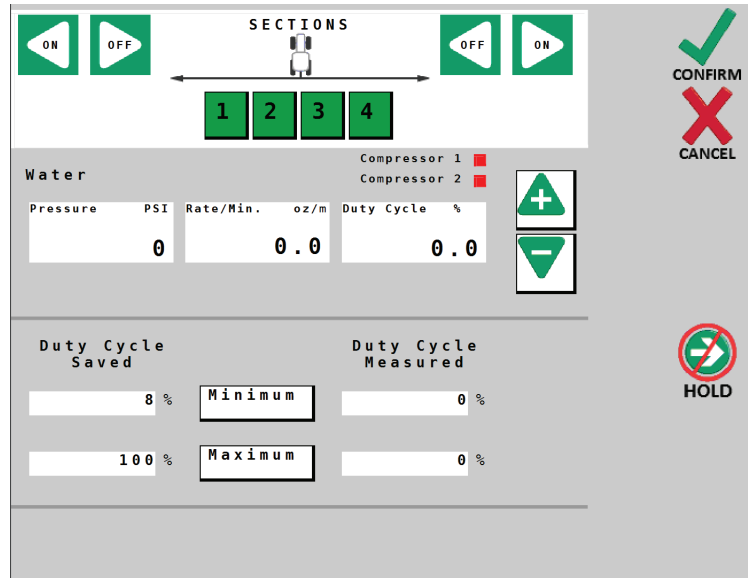 SECTIONS
ON OFF OFF ON
CONFIRM
1 2 3 4
CANCEL
Compressor 1
Water
Compressor 2
Pressure PSI Rate/Min. oz/m Duty Cycle %
0 0.0 0.0
Duty Cycle Saved
Duty Cycle Measured
HOLD
8 % Minimum 0 %
100 % Maximum 0 %